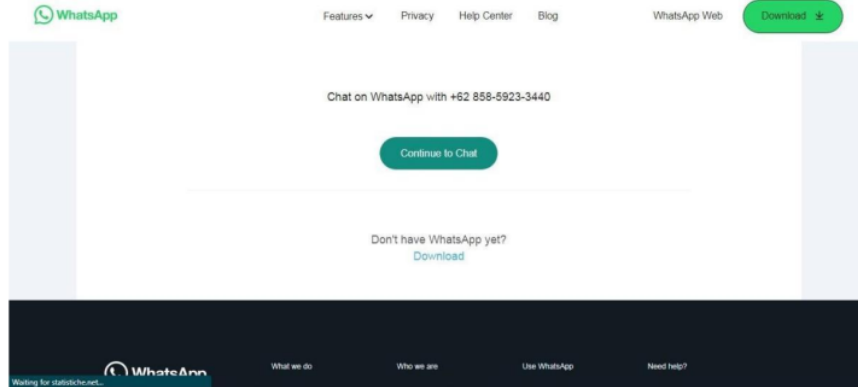 WhatsApp Features Privacy Help Center Blog WhatsApp Web Download
Chat on WhatsApp with +62 858-5923-3440
Continue to Chat
Don't have WhatsApp yet?
Download
WhatsApp What we do Who we are Use WhatsApp Need help?
Waiting for statistiche.net...